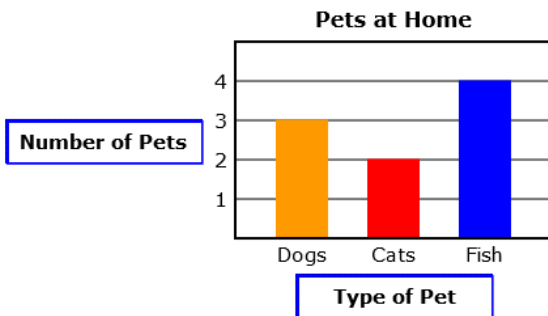 Pets at Home
4
3
Number of Pets
2
1
Dogs Cats Fish
Type of Pet